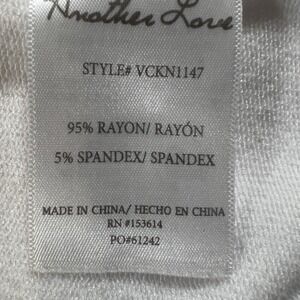 Another Love
STYLE# VCKN1147
95% RAYON/ RAYÓN
5% SPANDEX/ SPANDEX
MADE IN CHINA/ HECHO EN CHINA
RN #153614
PO#61242